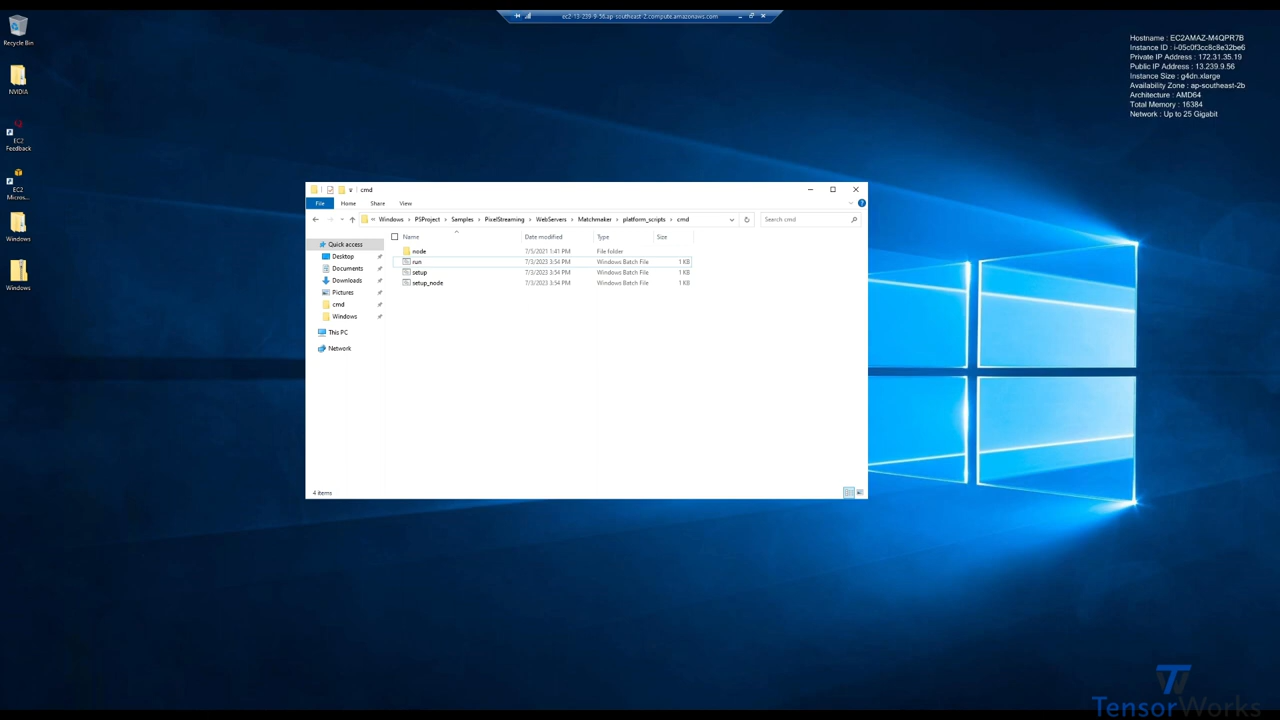 ec2-13-239-9-56.ap-southeast-2.compute.amazonaws.com
Recycle Bin
NVIDIA
EC2
Feedback
EC2
Micros...
Windows
Windows
Hostname : EC2AMAZ-M4QPR7B
Instance ID : i-05c0f3cc8c8e32be6
Private IP Address : 172.31.35.19
Public IP Address : 13.239.9.56
Instance Size : g4dn.xlarge
Availability Zone : ap-southeast-2b
Architecture : AMD64
Total Memory : 16384
Network : Up to 25 Gigabit
cmd
File Home Share View
« Windows > PSProject > Samples > PixelStreaming > WebServers > Matchmaker > platform_scripts > cmd
Search cmd
Quick access
Desktop
Documents
Downloads
Pictures
cmd
Windows
This PC
Network
Name Date modified Type Size
node 7/5/2021 1:41 PM File folder
run 7/3/2023 3:54 PM Windows Batch File 1 KB
setup 7/3/2023 3:54 PM Windows Batch File 1 KB
setup_node 7/3/2023 3:54 PM Windows Batch File 1 KB
4 items
TensorWorks